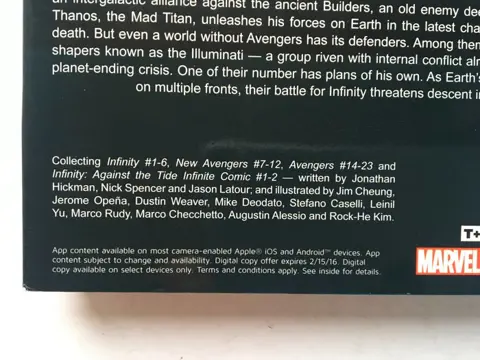 an intergalactic alliance against the ancient Builders, an old enemy
Thanos, the Mad Titan, unleashes his forces on Earth in the latest
death. But even a world without Avengers has its defenders. Among
shapers known as the Illuminati — a group riven with internal conflict
planet-ending crisis. One of their number has plans of his own. As Earth's
on multiple fronts, their battle for Infinity threatens descent
Collecting Infinity #1-6, New Avengers #7-12, Avengers #14-23 and
Infinity: Against the Tide Infinite Comic #1-2 — written by Jonathan
Hickman, Nick Spencer and Jason Latour; and illustrated by Jim Cheung,
Jerome Opeña, Dustin Weaver, Mike Deodato, Stefano Caselli, Leinil
Yu, Marco Rudy, Marco Checchetto, Augustin Alessio and Rock-He Kim.
T+
App content available on most camera-enabled Apple® iOS and Android™ devices. App
content subject to change and availability. Digital copy offer expires 2/15/16. Digital
copy available on select devices only. Terms and conditions apply. See inside for details.
MARVEL